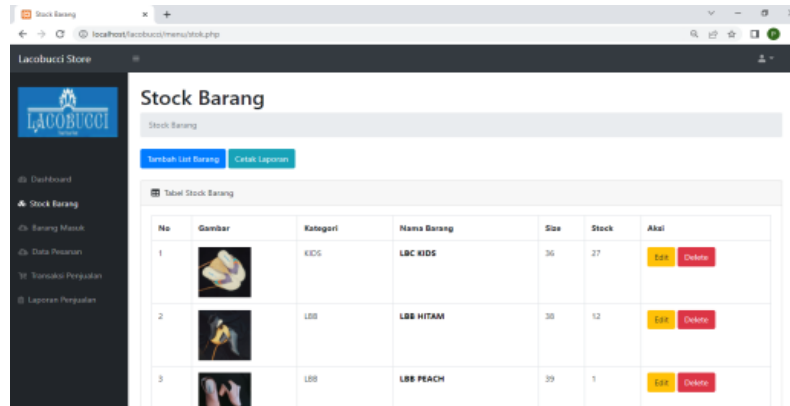 Stock Barang
localhost/lacobucci/menu/stok.php
Lacobucci Store
LACOBUCCI
Stock Barang
Stock Barang
Tambah List Barang Cetak Laporan
Tabel Stock Barang
Dashboard
Stock Barang
Barang Masuk
Data Pesanan
Transaksi Penjualan
Laporan Penjualan
No Gambar Kategori Nama Barang Size Stock Aksi
1 KIDS LBC KIDS 36 27 Edit Delete
2 LBB LBB HITAM 38 12 Edit Delete
3 LBB LBB PEACH 39 1 Edit Delete